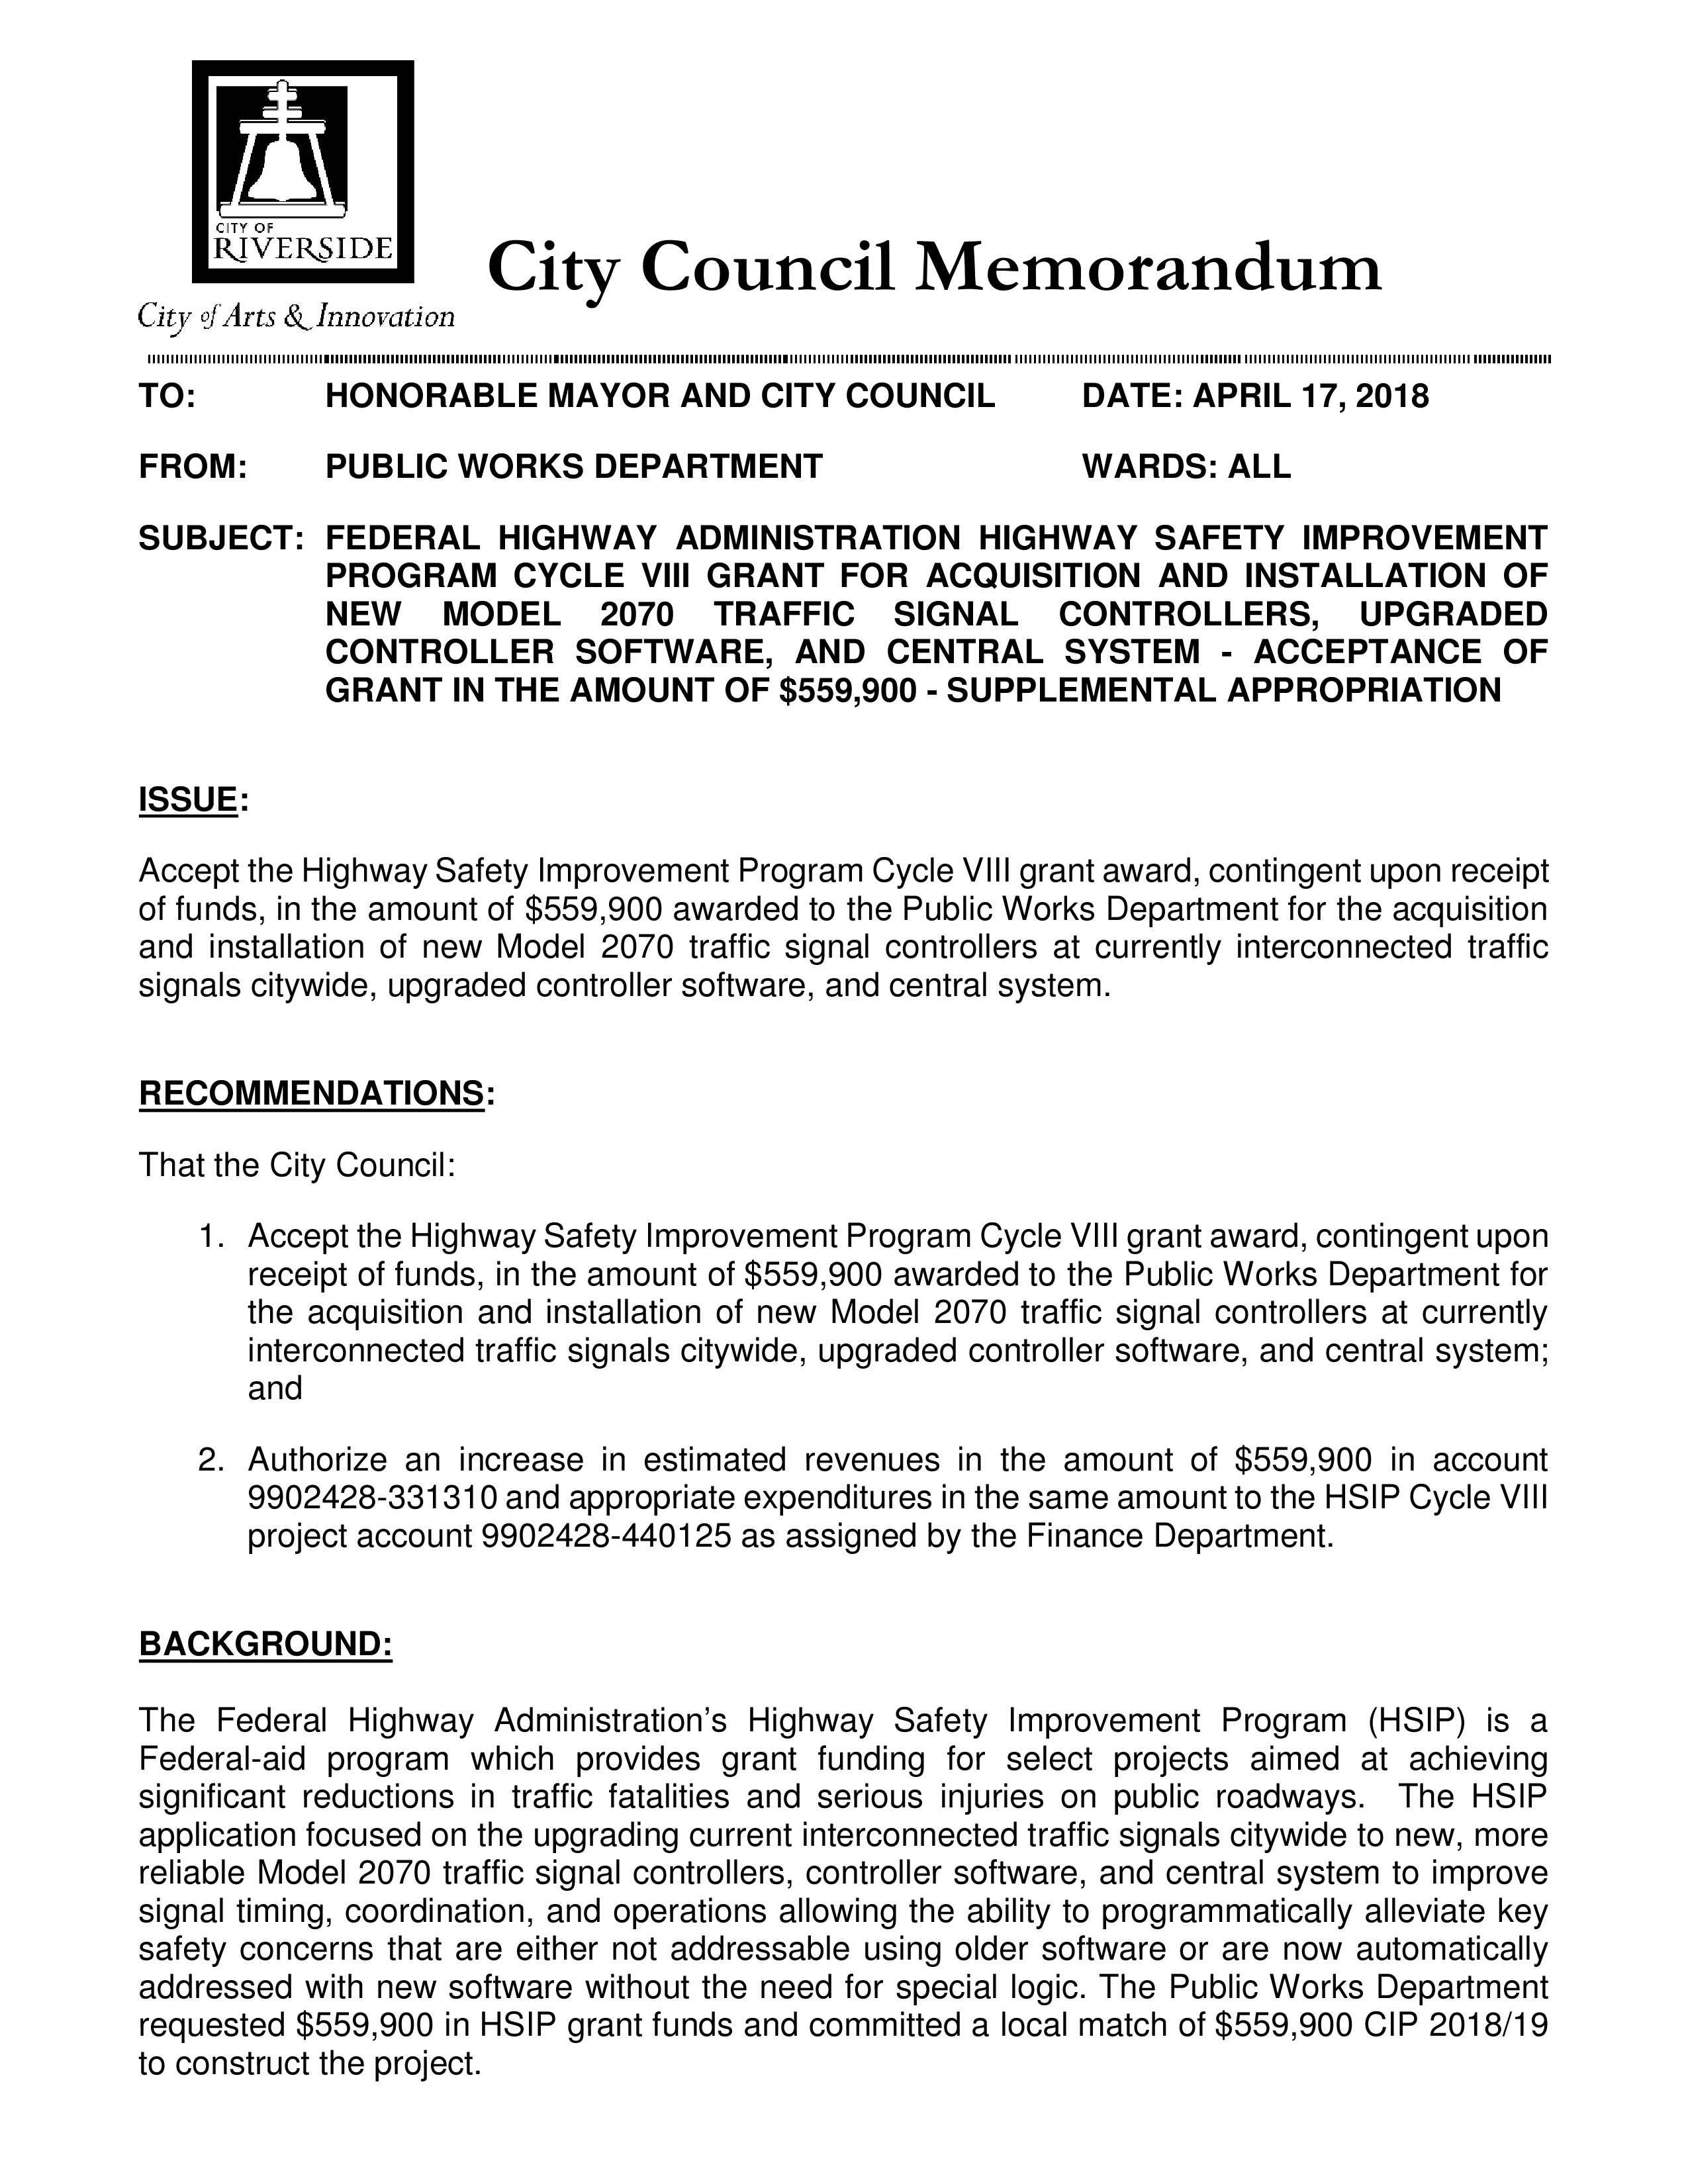 CITY OF
RIVERSIDE
City of Arts & Innovation
City Council Memorandum
TO: HONORABLE MAYOR AND CITY COUNCIL DATE: APRIL 17, 2018
FROM: PUBLIC WORKS DEPARTMENT WARDS: ALL
SUBJECT: FEDERAL HIGHWAY ADMINISTRATION HIGHWAY SAFETY IMPROVEMENT
PROGRAM CYCLE VIII GRANT FOR ACQUISITION AND INSTALLATION OF
NEW MODEL 2070 TRAFFIC SIGNAL CONTROLLERS, UPGRADED
CONTROLLER SOFTWARE, AND CENTRAL SYSTEM - ACCEPTANCE OF
GRANT IN THE AMOUNT OF $559,900 - SUPPLEMENTAL APPROPRIATION
ISSUE:
Accept the Highway Safety Improvement Program Cycle VIII grant award, contingent upon receipt
of funds, in the amount of $559,900 awarded to the Public Works Department for the acquisition
and installation of new Model 2070 traffic signal controllers at currently interconnected traffic
signals citywide, upgraded controller software, and central system.
RECOMMENDATIONS:
That the City Council:
1. Accept the Highway Safety Improvement Program Cycle VIII grant award, contingent upon
receipt of funds, in the amount of $559,900 awarded to the Public Works Department for
the acquisition and installation of new Model 2070 traffic signal controllers at currently
interconnected traffic signals citywide, upgraded controller software, and central system;
and
2. Authorize an increase in estimated revenues in the amount of $559,900 in account
9902428-331310 and appropriate expenditures in the same amount to the HSIP Cycle VIII
project account 9902428-440125 as assigned by the Finance Department.
BACKGROUND:
The Federal Highway Administration’s Highway Safety Improvement Program (HSIP) is a
Federal-aid program which provides grant funding for select projects aimed at achieving
significant reductions in traffic fatalities and serious injuries on public roadways. The HSIP
application focused on the upgrading current interconnected traffic signals citywide to new, more
reliable Model 2070 traffic signal controllers, controller software, and central system to improve
signal timing, coordination, and operations allowing the ability to programmatically alleviate key
safety concerns that are either not addressable using older software or are now automatically
addressed with new software without the need for special logic. The Public Works Department
requested $559,900 in HSIP grant funds and committed a local match of $559,900 CIP 2018/19
to construct the project.